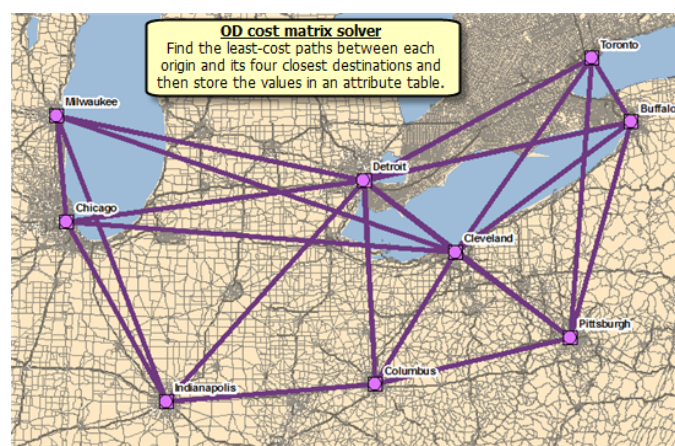 OD cost matrix solver
Find the least-cost paths between each
origin and its four closest destinations and
then store the values in an attribute table.
Toronto
Milwaukee
Buffalo
Detroit
Chicago
Cleveland
Pittsburgh
Columbus
Indianapolis